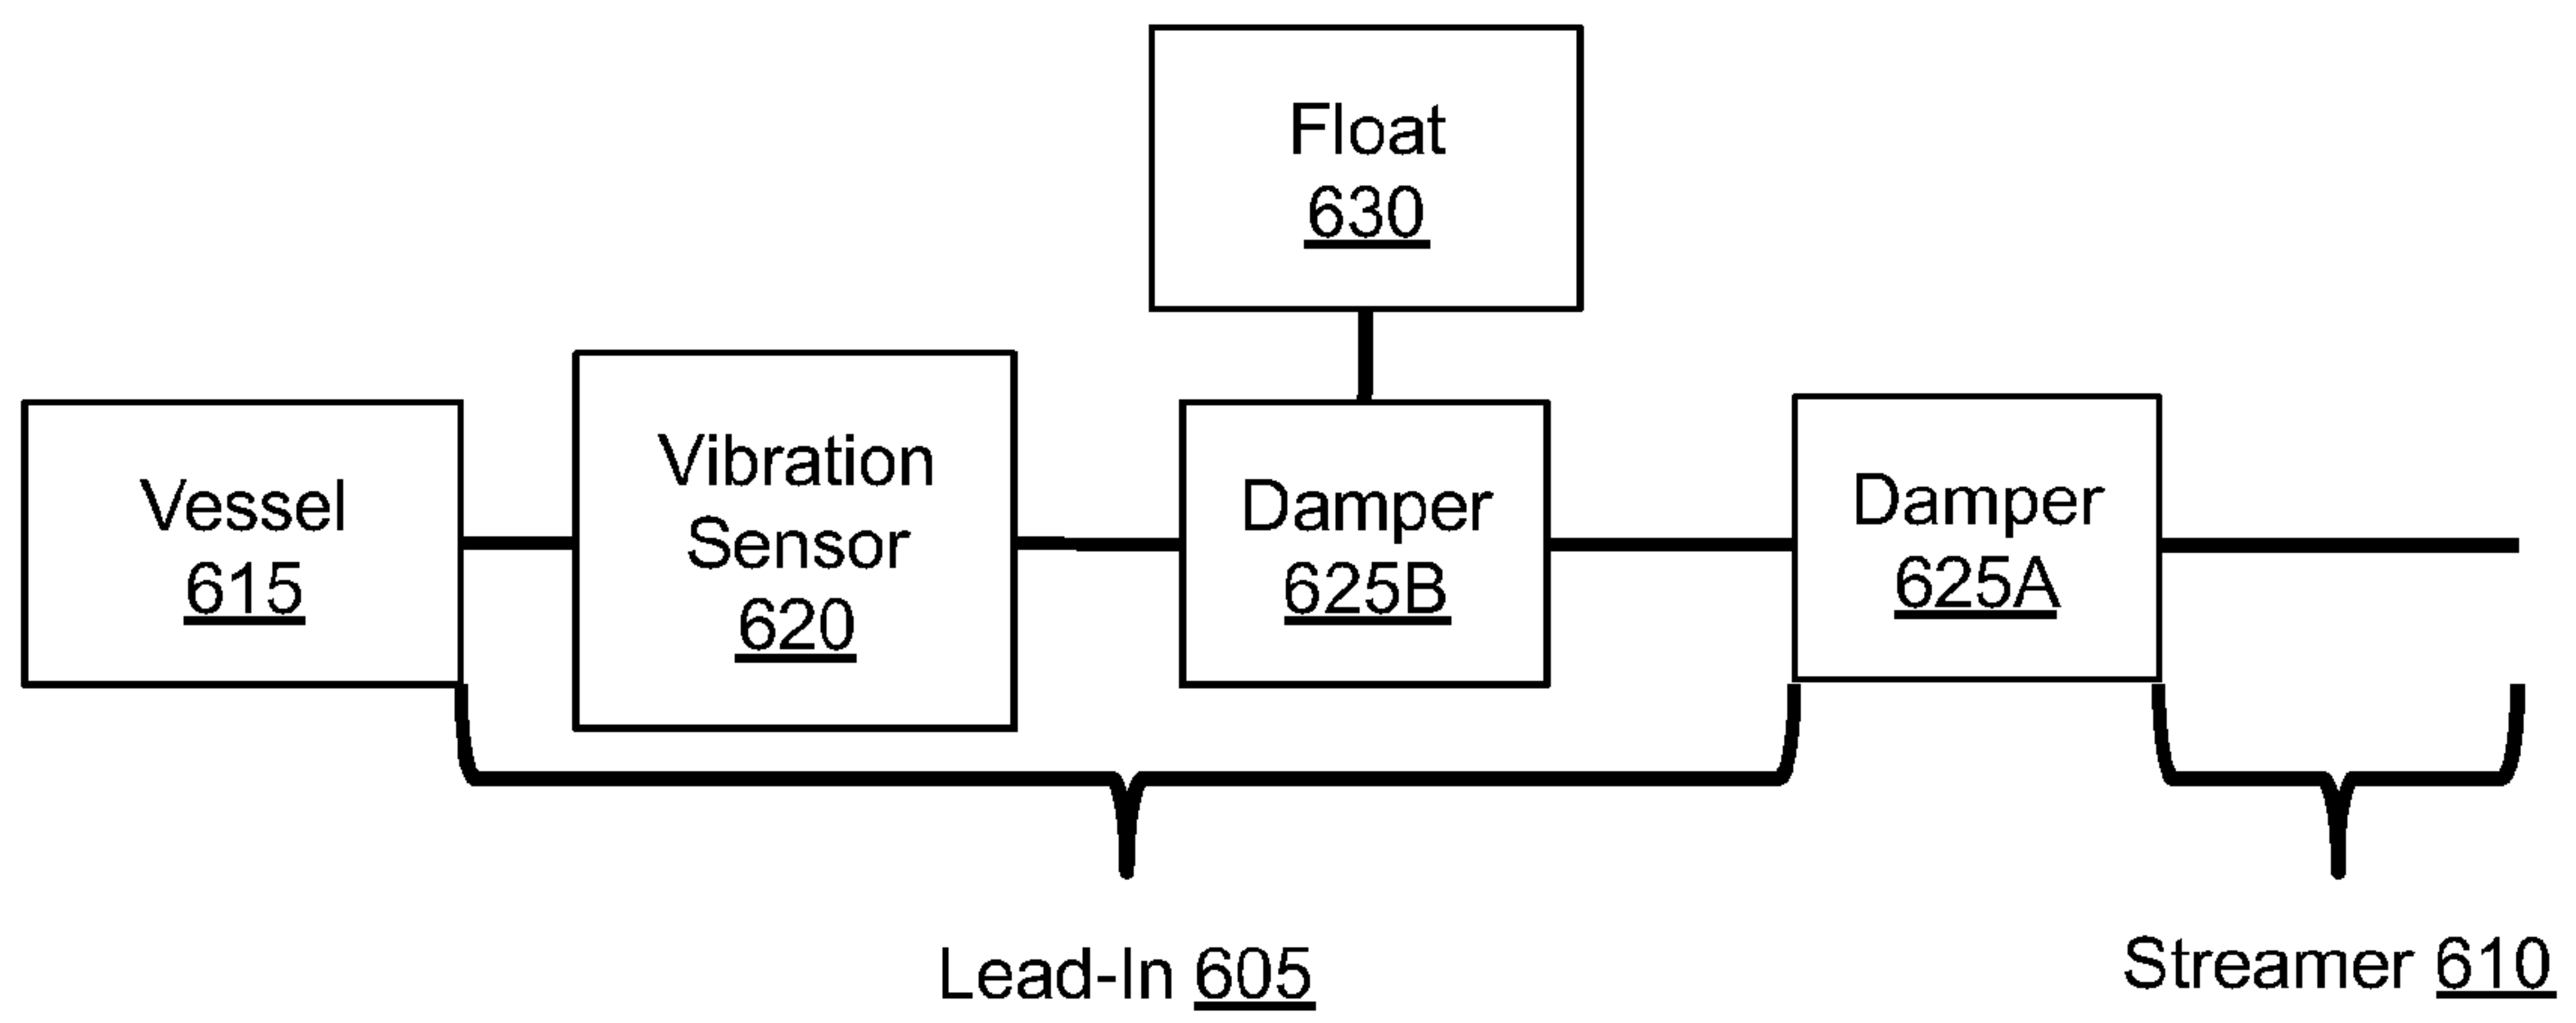 Float
630
Vessel
615
Vibration
Sensor
620
Damper
625B
Damper
625A
Lead-In 605
Streamer 610